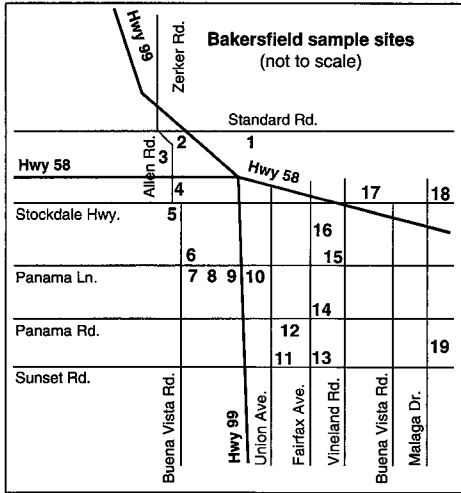 Bakersfield sample sites
(not to scale)
Hwy 99
Zerker Rd.
Standard Rd.
2
1
3
Allen Rd.
Hwy 58
Hwy 58
4
17
18
Stockdale Hwy.
5
16
6
15
Panama Ln.
7
8
9
10
14
Panama Rd.
12
19
11
13
Sunset Rd.
Buena Vista Rd.
Hwy 99
Union Ave.
Fairfax Ave.
Vineland Rd.
Buena Vista Rd.
Malaga Dr.